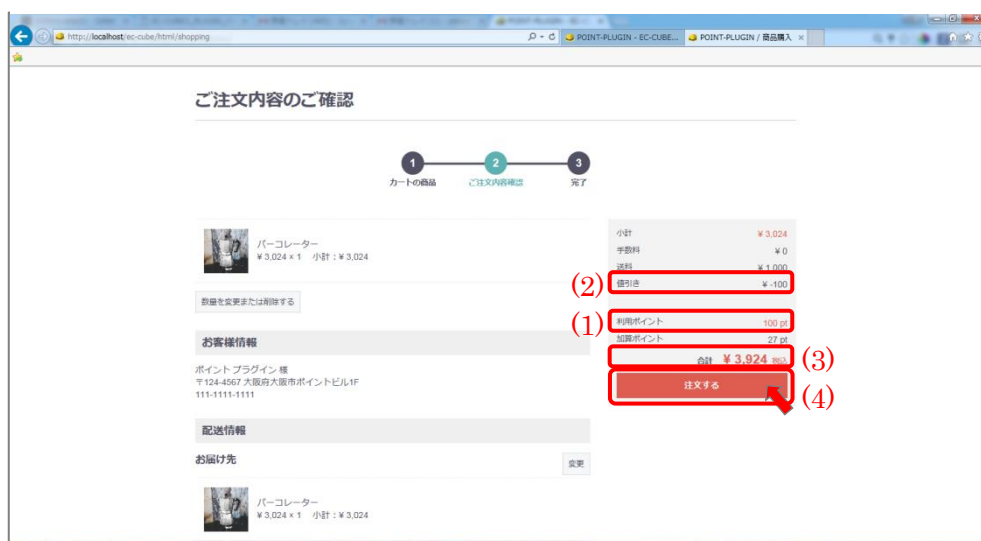 http://localhost/ec-cube/html/shopping
POINT-PLUGIN - EC-CUBE...
POINT-PLUGIN / 商品購入
ご注文内容のご確認
1 2 3
カートの商品 ご注文内容確認 完了
パーコレーター
¥ 3,024 × 1 小計：¥ 3,024
数量を変更または削除する
お客様情報
ポイント プラグイン 様
〒124-4567 大阪府大阪市ポイントビル1F
111-1111-1111
配送情報
お届け先
変更
パーコレーター
¥ 3,024 × 1 小計：¥ 3,024
小計 ¥ 3,024
手数料 ¥ 0
送料 ¥ 1,000
(2) 値引き ¥ -100
(1) 利用ポイント 100 pt
加算ポイント 27 pt
合計 ¥ 3,924 税込 (3)
注文する (4)